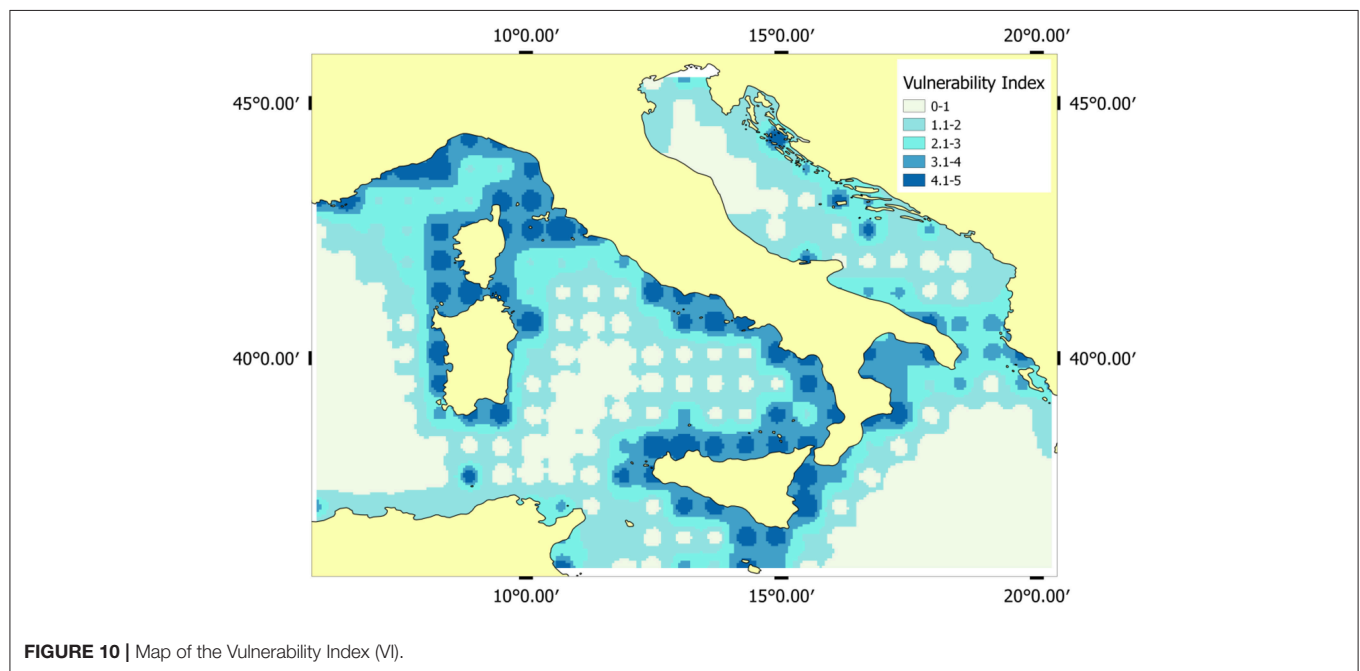 10°0.00′ 15°0.00′ 20°0.00′
45°0.00′ 45°0.00′
Vulnerability Index
0-1
1.1-2
2.1-3
3.1-4
4.1-5
40°0.00′ 40°0.00′
10°0.00′ 15°0.00′ 20°0.00′
FIGURE 10 | Map of the Vulnerability Index (VI).